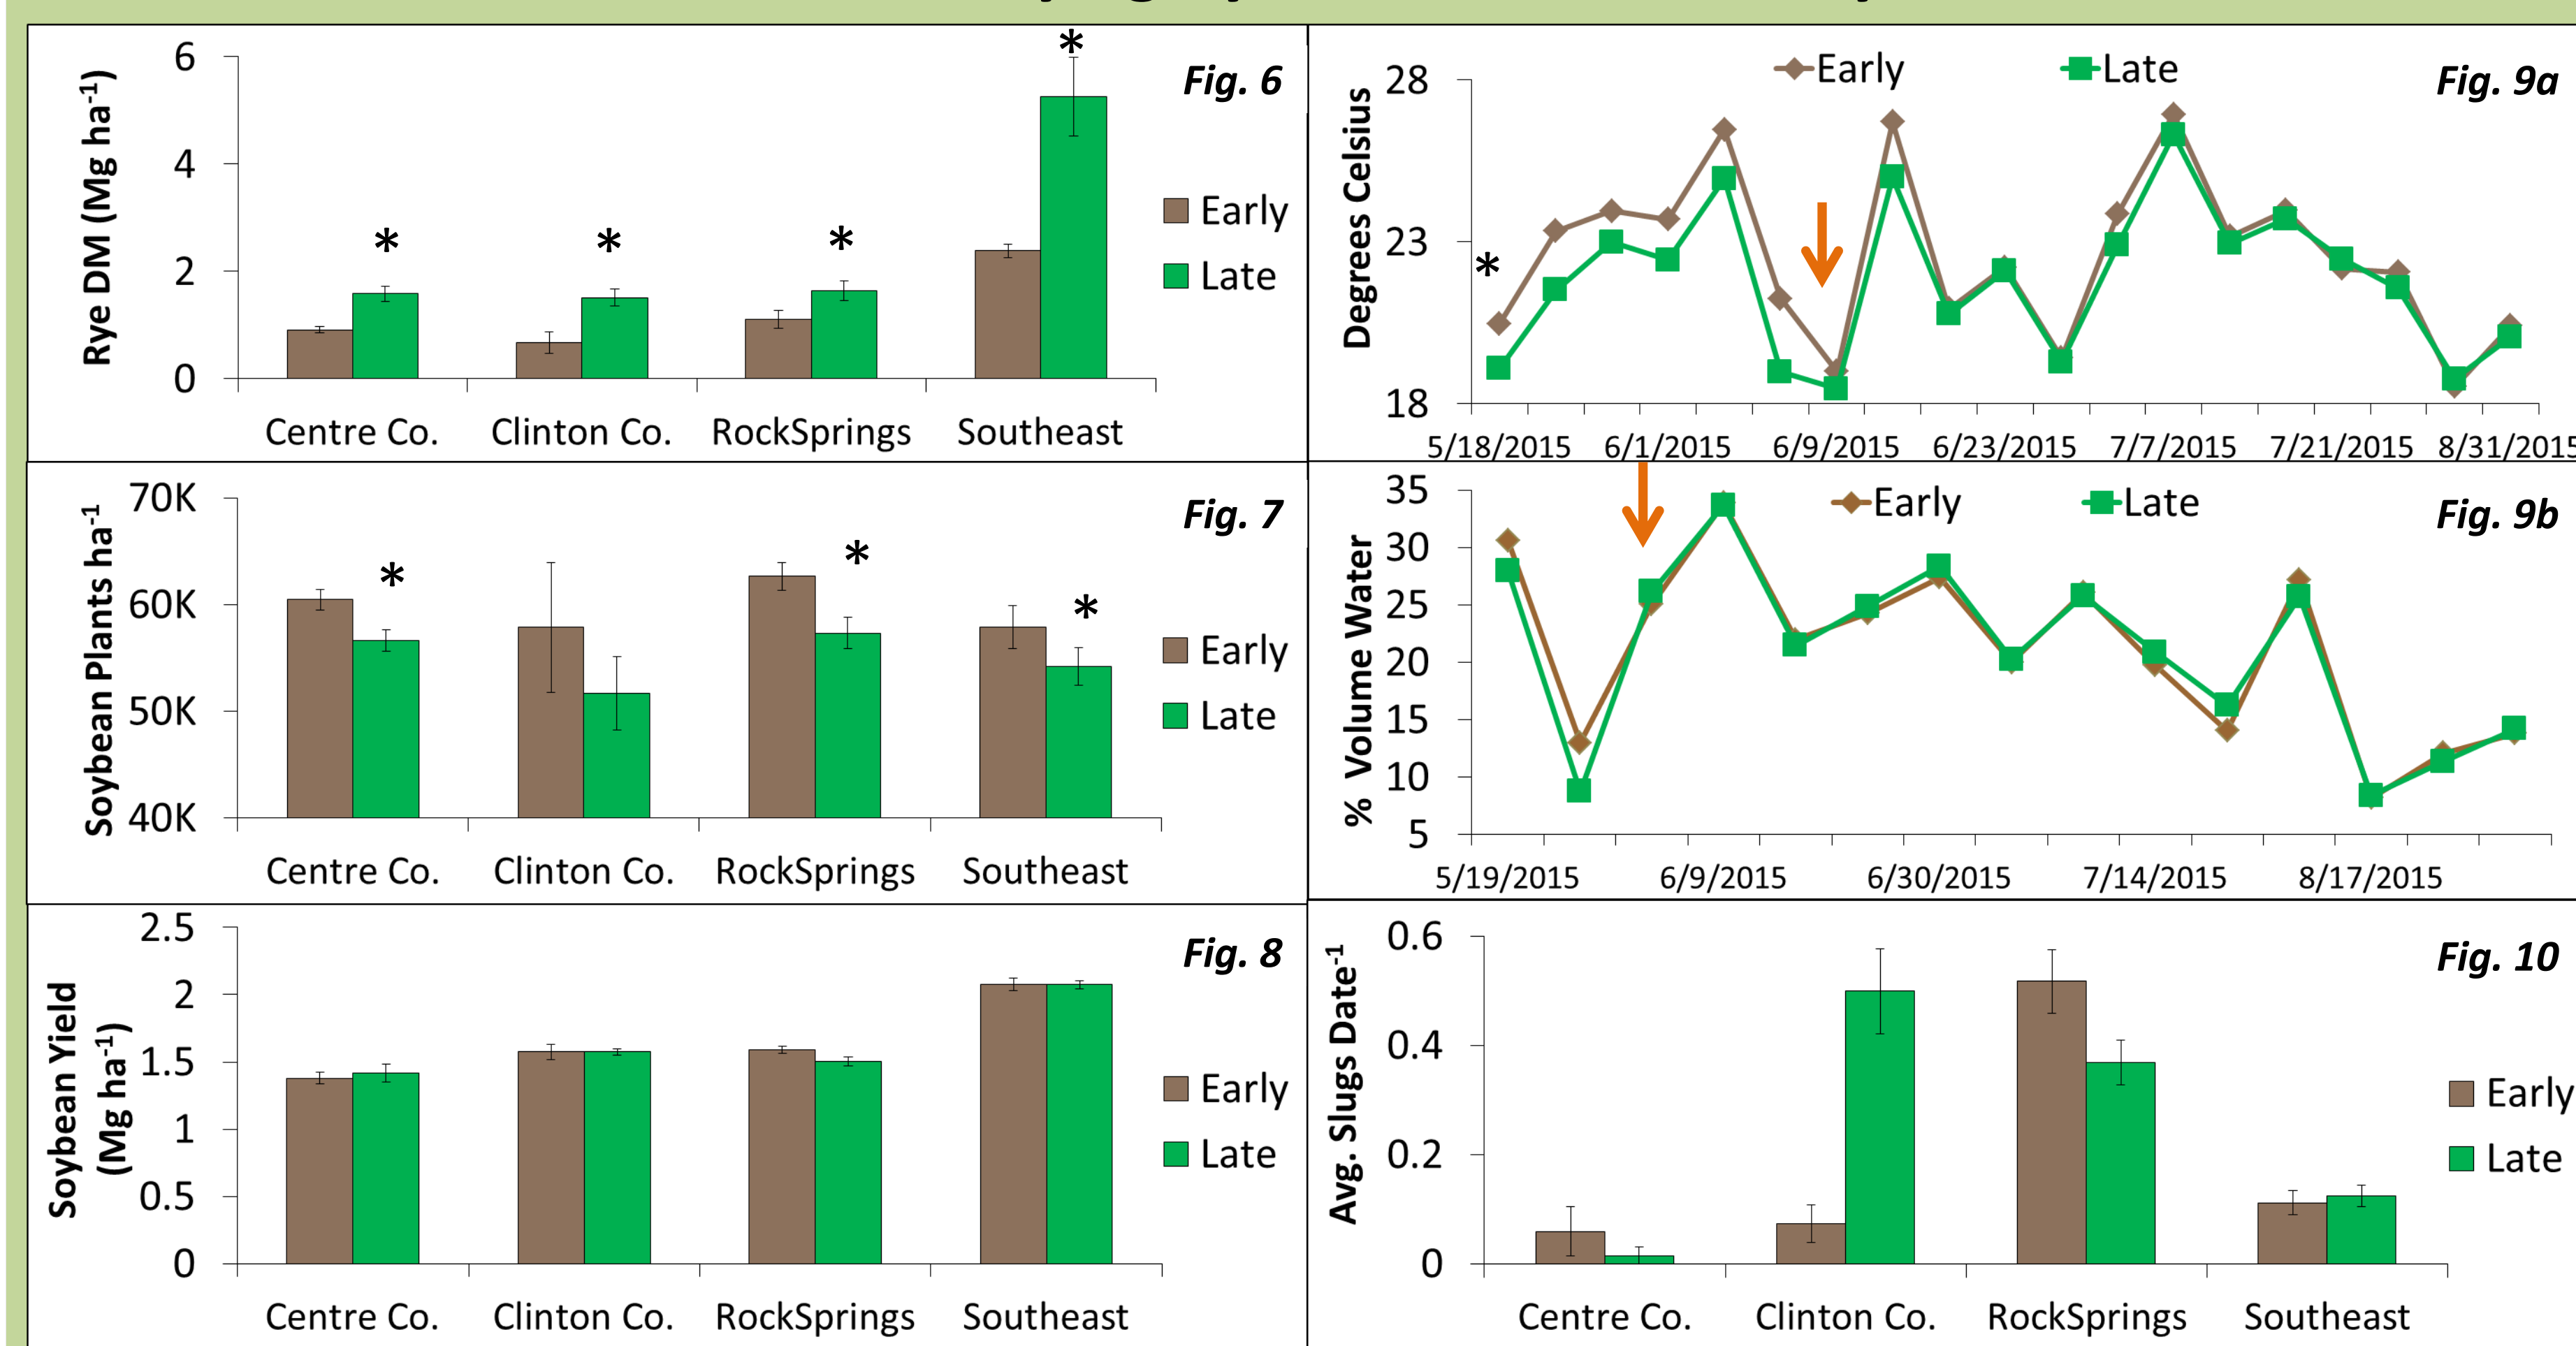 Fig. 6
Rye DM (Mg ha-1)
6
4
2
0
*
*
*
*
Early
Late
Centre Co.
Clinton Co.
RockSprings
Southeast
Fig. 7
Soybean Plants ha-1
70K
60K
50K
40K
*
*
*
Early
Late
Centre Co.
Clinton Co.
RockSprings
Southeast
Fig. 8
Soybean Yield
(Mg ha-1)
2.5
2
1.5
1
0.5
0
Early
Late
Centre Co.
Clinton Co.
RockSprings
Southeast
Fig. 9a
Early
Late
Degrees Celsius
28
23
18
*
5/18/2015
6/1/2015
6/9/2015
6/23/2015
7/7/2015
7/21/2015
8/31/2015
Fig. 9b
Early
Late
% Volume Water
35
30
25
20
15
10
5
5/19/2015
6/9/2015
6/30/2015
7/14/2015
8/17/2015
Fig. 10
Avg. Slugs Date-1
0.6
0.4
0.2
0
Early
Late
Centre Co.
Clinton Co.
RockSprings
Southeast